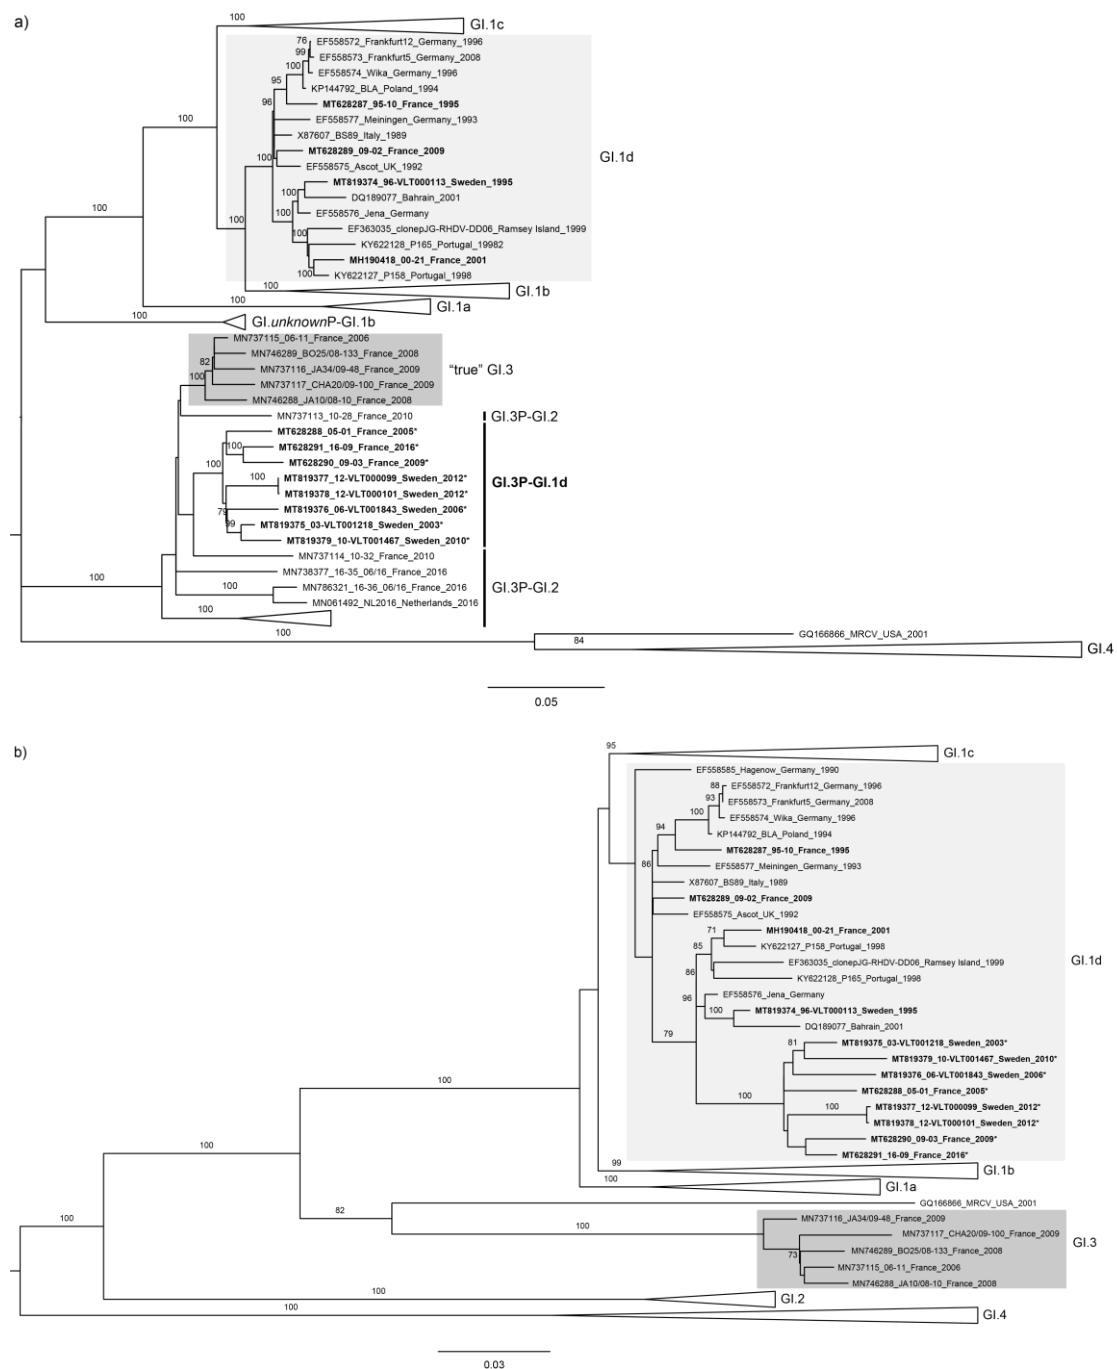 a)
100
GI.1c
76
EF558572_Frankfurt12_Germany_1996
99
EF558573_Frankfurt5_Germany_2008
100
EF558574_Wika_Germany_1996
95
KP144792_BLA_Poland_1994
96
MT628287_95-10_France_1995
EF558577_Meiningen_Germany_1993
100
X87607_BS89_Italy_1989
MT628289_09-02_France_2009
GI.1d
100
EF558575_Ascot_UK_1992
MT819374_96-VLT000113_Sweden_1995
100
DQ189077_Bahrain_2001
100
EF558576_Jena_Germany
100
EF363035_clonepJG-RHDV-DD06_Ramsey Island_1999
100
100
KY622128_P165_Portugal_19982
MH190418_00-21_France_2001
100
KY622127_P158_Portugal_1998
100
GI.1b
100
GI.1a
100
GI.unknownP-GI.1b
MN737115_06-11_France_2006
MN746289_BO25/08-133_France_2008
82
MN737116_JA34/09-48_France_2009
"true" GI.3
100
MN737117_CHA20/09-100_France_2009
MN746288_JA10/08-10_France_2008
MN737113_10-28_France_2010
GI.3P-GI.2
MT628288_05-01_France_2005*
100
MT628291_16-09_France_2016*
100
MT628290_09-03_France_2009*
100
MT819377_12-VLT000099_Sweden_2012*
GI.3P-GI.1d
MT819378_12-VLT000101_Sweden_2012*
79
MT819376_06-VLT001843_Sweden_2006*
99
MT819375_03-VLT001218_Sweden_2003*
MT819379_10-VLT001467_Sweden_2010*
MN737114_10-32_France_2010
MN738377_16-35_06/16_France_2016
100
100
MN786321_16-36_06/16_France_2016
GI.3P-GI.2
MN061492_NL2016_Netherlands_2016
100
100
GQ166866_MRCV_USA_2001
84
GI.4
0.05
b)
95
GI.1c
EF558585_Hagenow_Germany_1990
88
EF558572_Frankfurt12_Germany_1996
93
EF558573_Frankfurt5_Germany_2008
100
EF558574_Wika_Germany_1996
94
KP144792_BLA_Poland_1994
MT628287_95-10_France_1995
86
EF558577_Meiningen_Germany_1993
X87607_BS89_Italy_1989
MT628289_09-02_France_2009
EF558575_Ascot_UK_1992
71
MH190418_00-21_France_2001
85
KY622127_P158_Portugal_1998
GI.1d
86
EF363035_clonepJG-RHDV-DD06_Ramsey Island_1999
KY622128_P165_Portugal_1998
96
EF558576_Jena_Germany
100
MT819374_96-VLT000113_Sweden_1995
DQ189077_Bahrain_2001
79
81
MT819375_03-VLT001218_Sweden_2003*
MT819379_10-VLT001467_Sweden_2010*
MT819376_06-VLT001843_Sweden_2006*
100
MT628288_05-01_France_2005*
100
MT819377_12-VLT000099_Sweden_2012*
MT819378_12-VLT000101_Sweden_2012*
MT628290_09-03_France_2009*
MT628291_16-09_France_2016*
100
99
GI.1b
100
GI.1a
100
82
GQ166866_MRCV_USA_2001
100
MN737116_JA34/09-48_France_2009
MN737117_CHA20/09-100_France_2009
GI.3
73
MN746289_BO25/08-133_France_2008
100
MN737115_06-11_France_2006
MN746288_JA10/08-10_France_2008
100
GI.2
100
GI.4
0.03